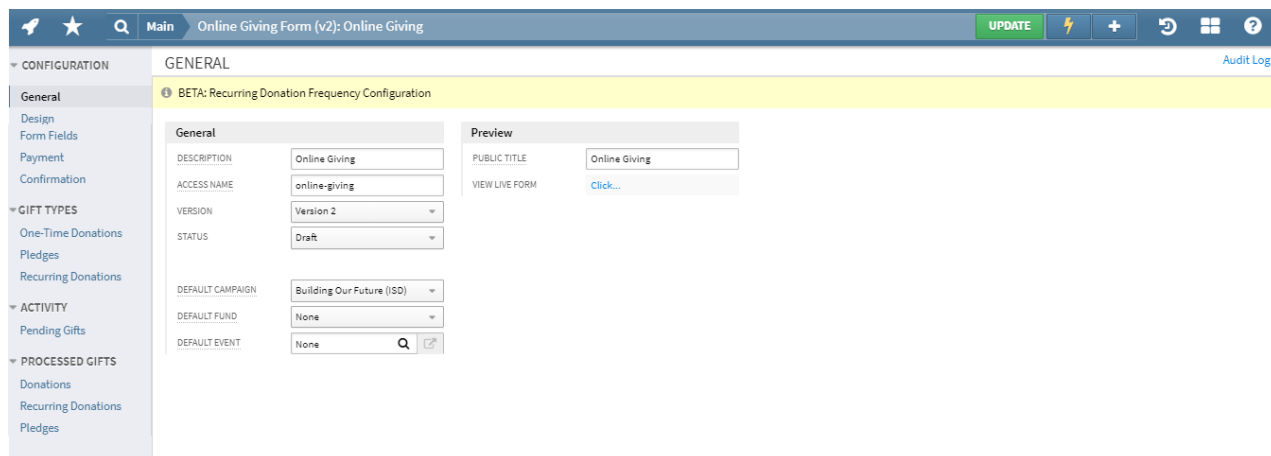 Main Online Giving Form (v2): Online Giving UPDATE
CONFIGURATION
General
Design
Form Fields
Payment
Confirmation
GIFT TYPES
One-Time Donations
Pledges
Recurring Donations
ACTIVITY
Pending Gifts
PROCESSED GIFTS
Donations
Recurring Donations
Pledges
GENERAL
Audit Log
BETA: Recurring Donation Frequency Configuration
General
DESCRIPTION Online Giving
ACCESS NAME online-giving
VERSION Version 2
STATUS Draft
DEFAULT CAMPAIGN Building Our Future (ISD)
DEFAULT FUND None
DEFAULT EVENT None
Preview
PUBLIC TITLE Online Giving
VIEW LIVE FORM Click...